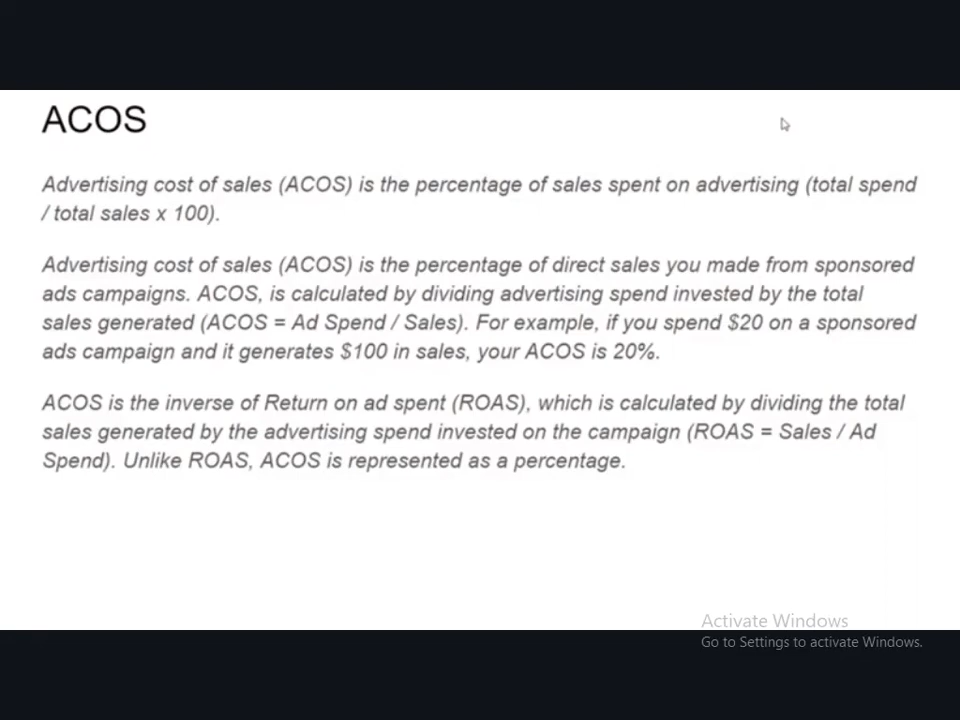 ACOS
Advertising cost of sales (ACOS) is the percentage of sales spent on advertising (total spend
/ total sales x 100).
Advertising cost of sales (ACOS) is the percentage of direct sales you made from sponsored
ads campaigns. ACOS, is calculated by dividing advertising spend invested by the total
sales generated (ACOS = Ad Spend / Sales). For example, if you spend $20 on a sponsored
ads campaign and it generates $100 in sales, your ACOS is 20%.
ACOS is the inverse of Return on ad spent (ROAS), which is calculated by dividing the total
sales generated by the advertising spend invested on the campaign (ROAS = Sales / Ad
Spend). Unlike ROAS, ACOS is represented as a percentage.
Activate Windows
Go to Settings to activate Windows.